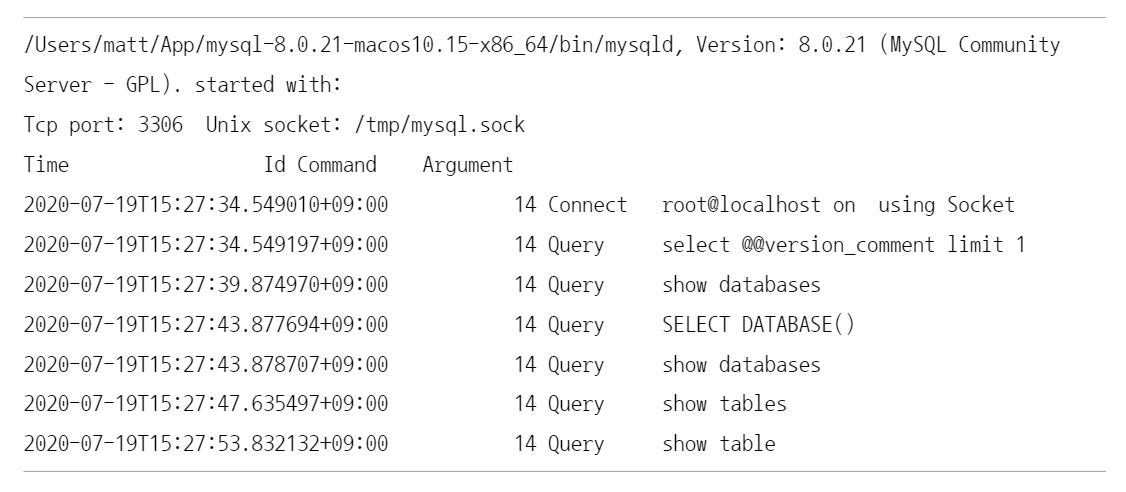 /Users/matt/App/mysql-8.0.21-macos10.15-x86_64/bin/mysqld, Version: 8.0.21 (MySQL Community
Server - GPL). started with:
Tcp port: 3306  Unix socket: /tmp/mysql.sock
Time                 Id Command    Argument
2020-07-19T15:27:34.549010+09:00           14 Connect   root@localhost on  using Socket
2020-07-19T15:27:34.549197+09:00           14 Query     select @@version_comment limit 1
2020-07-19T15:27:39.874970+09:00           14 Query     show databases
2020-07-19T15:27:43.877694+09:00           14 Query     SELECT DATABASE()
2020-07-19T15:27:43.878707+09:00           14 Query     show databases
2020-07-19T15:27:47.635497+09:00           14 Query     show tables
2020-07-19T15:27:53.832132+09:00           14 Query     show table